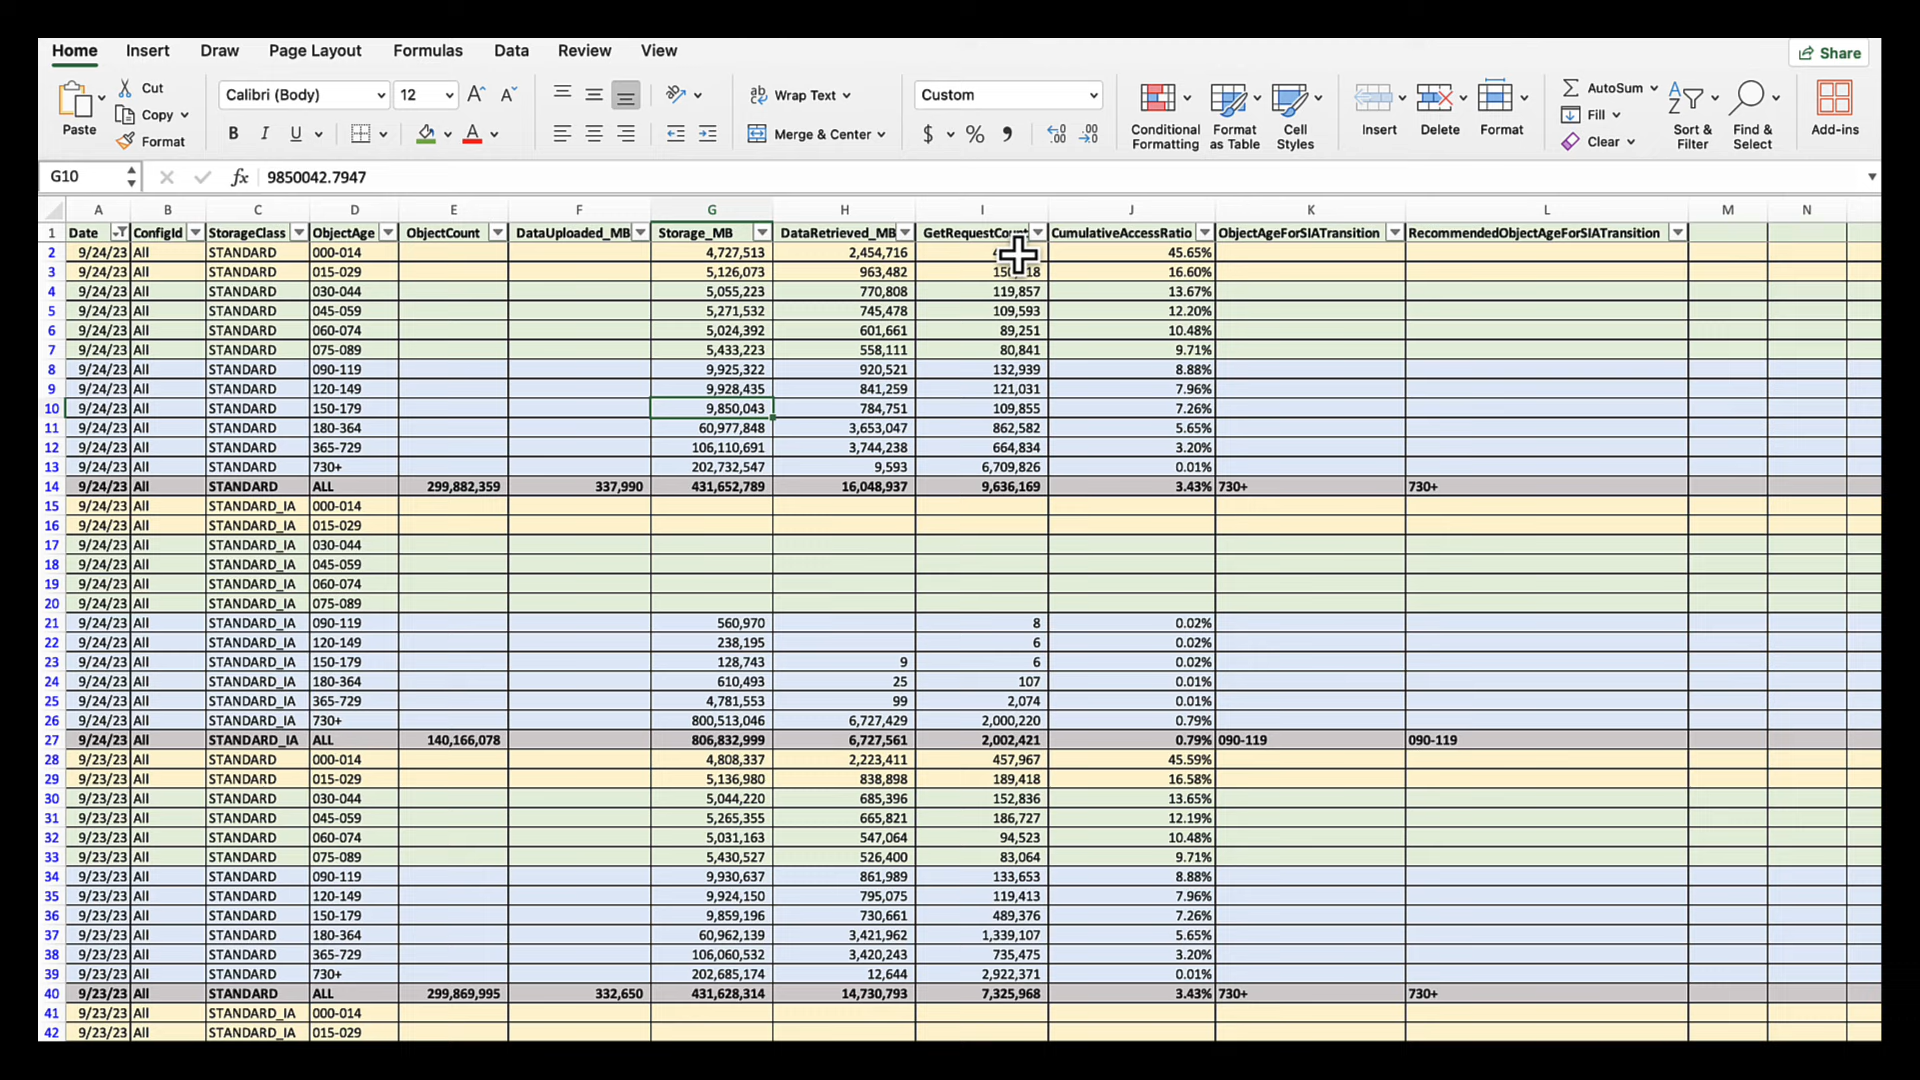 Home Insert Draw Page Layout Formulas Data Review View Share
Cut Calibri (Body) 12 Wrap Text Custom AutoSum
Paste Copy Conditional Formatting Format as Table Cell Styles Insert Delete Format Fill Sort & Filter Find & Select Add-ins
Format B I U Merge & Center $ % Clear
G10 fx 9850042.7947
A B C D E F G H I J K L M N
1 Date ConfigId StorageClass ObjectAge ObjectCount DataUploaded_MB Storage_MB DataRetrieved_MB GetRequestCount CumulativeAccessRatio ObjectAgeForSIATransition RecommendedObjectAgeForSIATransition
2 9/24/23 All STANDARD 000-014 4,727,513 2,454,716 45.65%
3 9/24/23 All STANDARD 015-029 5,126,073 963,482 16.60%
4 9/24/23 All STANDARD 030-044 5,055,223 770,808 119,857 13.67%
5 9/24/23 All STANDARD 045-059 5,271,532 745,478 109,593 12.20%
6 9/24/23 All STANDARD 060-074 5,024,392 601,661 89,251 10.48%
7 9/24/23 All STANDARD 075-089 5,433,223 558,111 80,841 9.71%
8 9/24/23 All STANDARD 090-119 9,925,322 920,521 132,939 8.88%
9 9/24/23 All STANDARD 120-149 9,928,435 841,259 121,031 7.96%
10 9/24/23 All STANDARD 150-179 9,850,043 784,751 109,855 7.26%
11 9/24/23 All STANDARD 180-364 60,977,848 3,653,047 862,582 5.65%
12 9/24/23 All STANDARD 365-729 106,110,691 3,744,238 664,834 3.20%
13 9/24/23 All STANDARD 730+ 202,732,547 9,593 6,709,826 0.01%
14 9/24/23 All STANDARD ALL 299,882,359 337,990 431,652,789 16,048,937 9,636,169 3.43% 730+ 730+
15 9/24/23 All STANDARD_IA 000-014
16 9/24/23 All STANDARD_IA 015-029
17 9/24/23 All STANDARD_IA 030-044
18 9/24/23 All STANDARD_IA 045-059
19 9/24/23 All STANDARD_IA 060-074
20 9/24/23 All STANDARD_IA 075-089
21 9/24/23 All STANDARD_IA 090-119 560,970 8 0.02%
22 9/24/23 All STANDARD_IA 120-149 238,195 6 0.02%
23 9/24/23 All STANDARD_IA 150-179 128,743 9 6 0.02%
24 9/24/23 All STANDARD_IA 180-364 610,493 25 107 0.01%
25 9/24/23 All STANDARD_IA 365-729 4,781,553 99 2,074 0.01%
26 9/24/23 All STANDARD_IA 730+ 800,513,046 6,727,429 2,000,220 0.79%
27 9/24/23 All STANDARD_IA ALL 140,166,078 806,832,999 6,727,561 2,002,421 0.79% 090-119 090-119
28 9/23/23 All STANDARD 000-014 4,808,337 2,223,411 457,967 45.59%
29 9/23/23 All STANDARD 015-029 5,136,980 838,898 189,418 16.58%
30 9/23/23 All STANDARD 030-044 5,044,220 685,396 152,836 13.65%
31 9/23/23 All STANDARD 045-059 5,265,355 665,821 186,727 12.19%
32 9/23/23 All STANDARD 060-074 5,031,163 547,064 94,523 10.48%
33 9/23/23 All STANDARD 075-089 5,430,527 526,400 83,064 9.71%
34 9/23/23 All STANDARD 090-119 9,930,637 861,989 133,653 8.88%
35 9/23/23 All STANDARD 120-149 9,924,150 795,075 119,413 7.96%
36 9/23/23 All STANDARD 150-179 9,859,196 730,661 489,376 7.26%
37 9/23/23 All STANDARD 180-364 60,962,139 3,421,962 1,339,107 5.65%
38 9/23/23 All STANDARD 365-729 106,060,532 3,420,243 735,475 3.20%
39 9/23/23 All STANDARD 730+ 202,685,174 12,644 2,922,371 0.01%
40 9/23/23 All STANDARD ALL 299,869,995 332,650 431,628,314 14,730,793 7,325,968 3.43% 730+ 730+
41 9/23/23 All STANDARD_IA 000-014
42 9/23/23 All STANDARD_IA 015-029